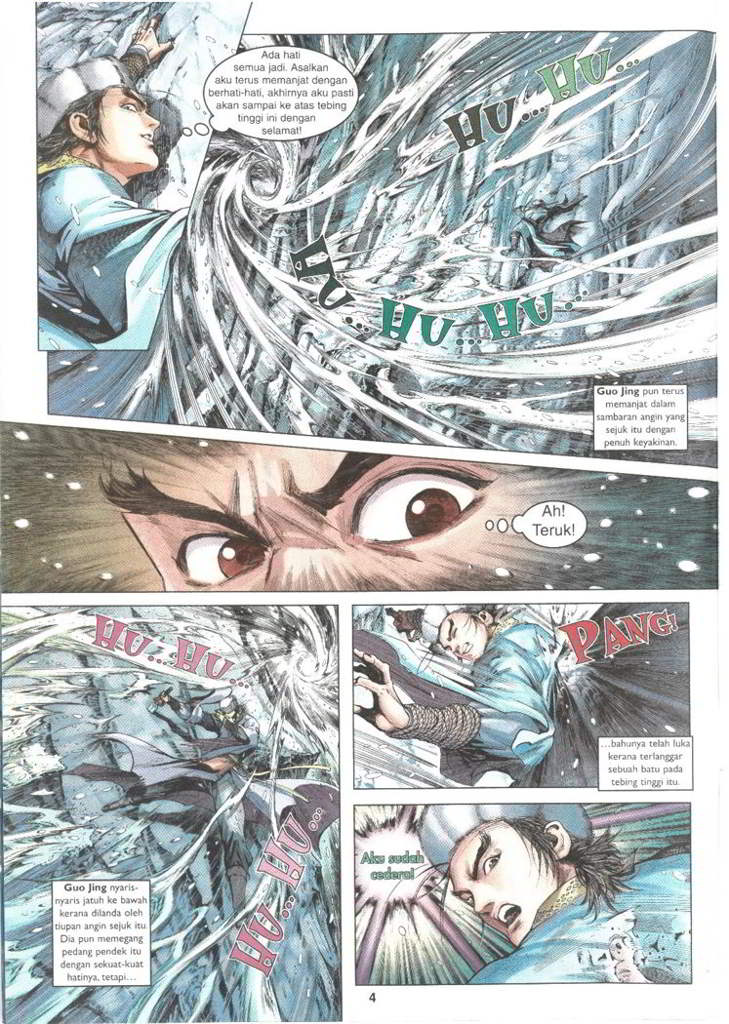 Ada hati
semua jadi. Asalkan
aku terus memanjat dengan
berhati-hati, akhirnya aku pasti
akan sampai ke atas tebing
tinggi ini dengan
selamat!
HU...HU...
HU...HU...HU...
Guo Jing pun terus
memanjat dalam
sambaran angin yang
sejuk itu dengan
penuh keyakinan.
Ah!
Teruk!
HU...HU...
HU...HU...
Guo Jing nyaris-
nyaris jatuh ke bawah
kerana dilanda oleh
tiupan angin sejuk itu
Dia pun memegang
pedang pendek itu
dengan sekuat-kuat
hatinya, tetapi...
PANG!
...bahunya telah luka
kerana terlanggar
sebuah batu pada
tebing tinggi itu.
Aku sudah
cedera!
4